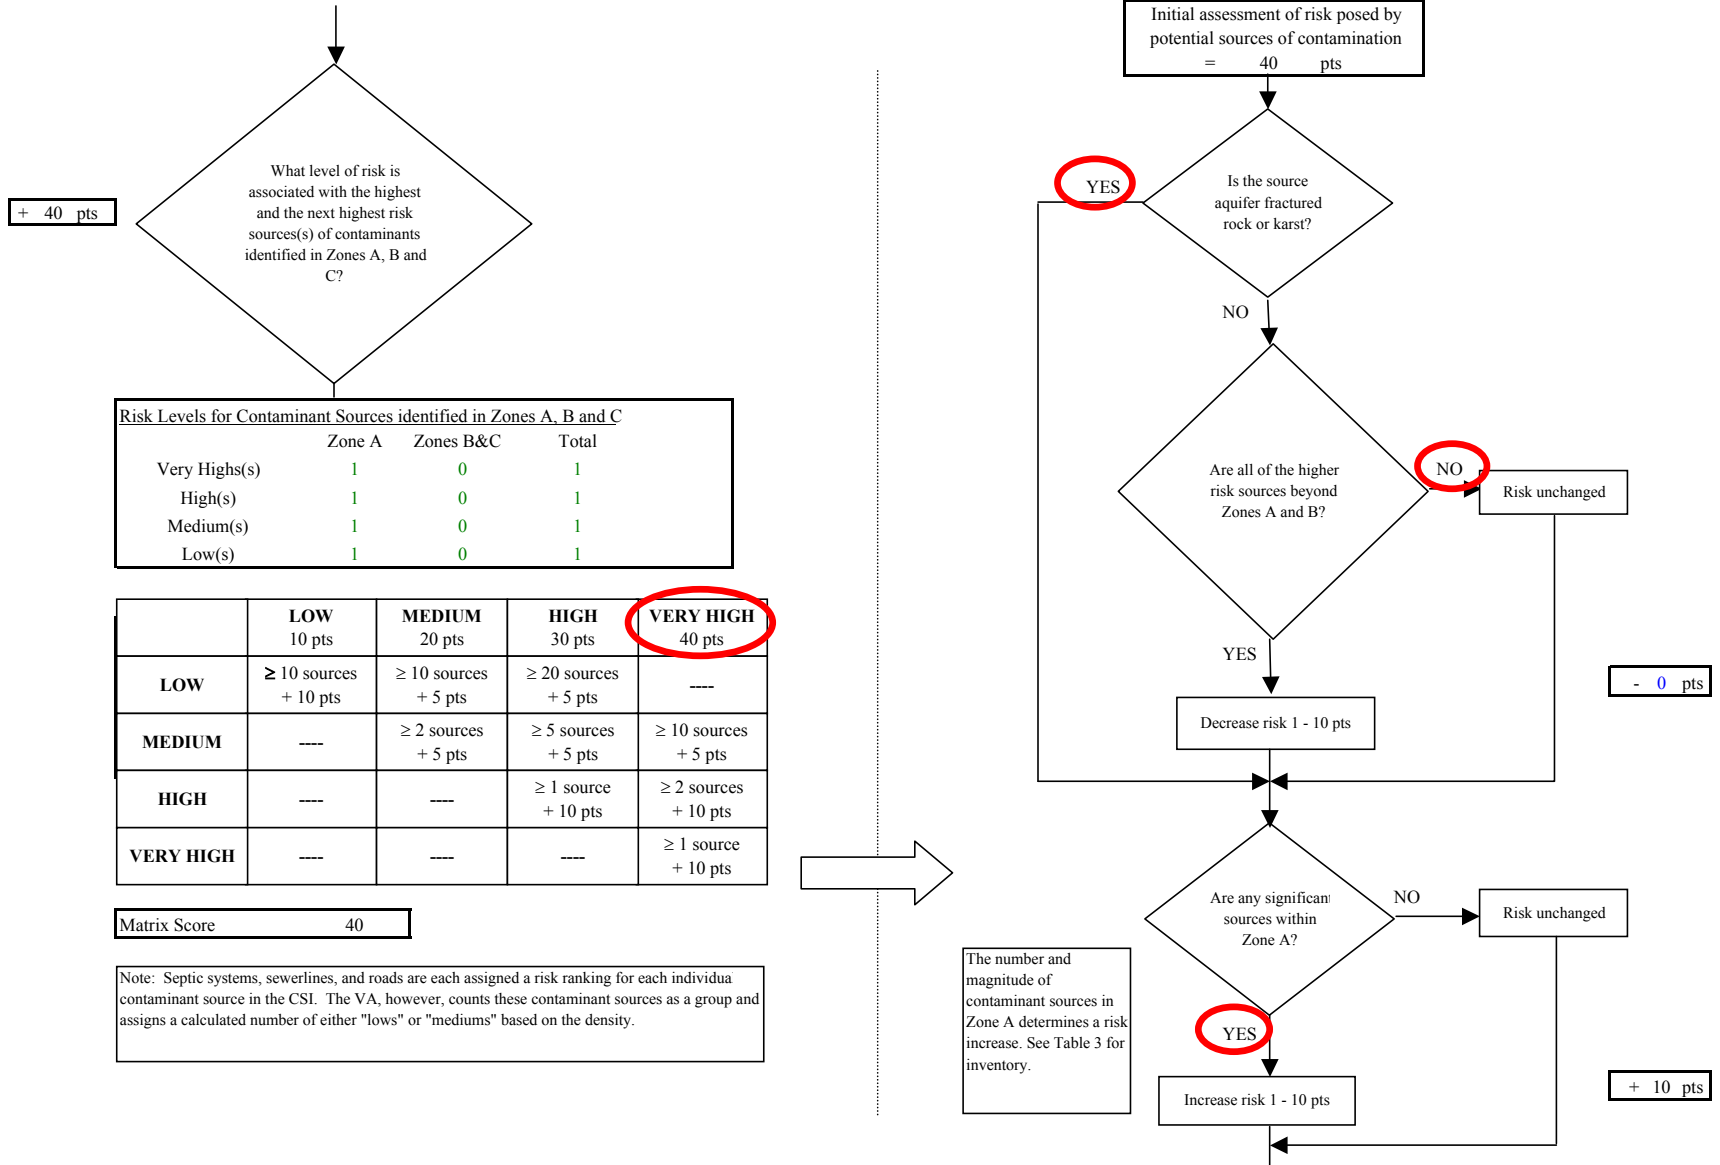 What level of risk is
associated with the highest
and the next highest risk
sources(s) of contaminants
identified in Zones A, B and
C?
+ 40 pts
Risk Levels for Contaminant Sources identified in Zones A, B and C
Zone A Zones B&C Total
Very Highs(s) 1 0 1
High(s) 1 0 1
Medium(s) 1 0 1
Low(s) 1 0 1
LOW MEDIUM HIGH VERY HIGH
10 pts 20 pts 30 pts 40 pts
LOW ≥ 10 sources + 10 pts ≥ 10 sources + 5 pts ≥ 20 sources + 5 pts ----
MEDIUM ---- ≥ 2 sources + 5 pts ≥ 5 sources + 5 pts ≥ 10 sources + 5 pts
HIGH ---- ---- ≥ 1 source + 10 pts ≥ 2 sources + 10 pts
VERY HIGH ---- ---- ---- ≥ 1 source + 10 pts
Matrix Score 40
Note: Septic systems, sewerlines, and roads are each assigned a risk ranking for each individua
contaminant source in the CSI. The VA, however, counts these contaminant sources as a group and
assigns a calculated number of either "lows" or "mediums" based on the density.
Initial assessment of risk posed by
potential sources of contamination
= 40 pts
YES
Is the source
aquifer fractured
rock or karst?
NO
Are all of the higher
risk sources beyond
Zones A and B?
NO
Risk unchanged
YES
- 0 pts
Decrease risk 1 - 10 pts
Are any significant
sources within
Zone A?
NO
Risk unchanged
The number and
magnitude of
contaminant sources in
Zone A determines a risk
increase. See Table 3 for
inventory.
YES
+ 10 pts
Increase risk 1 - 10 pts